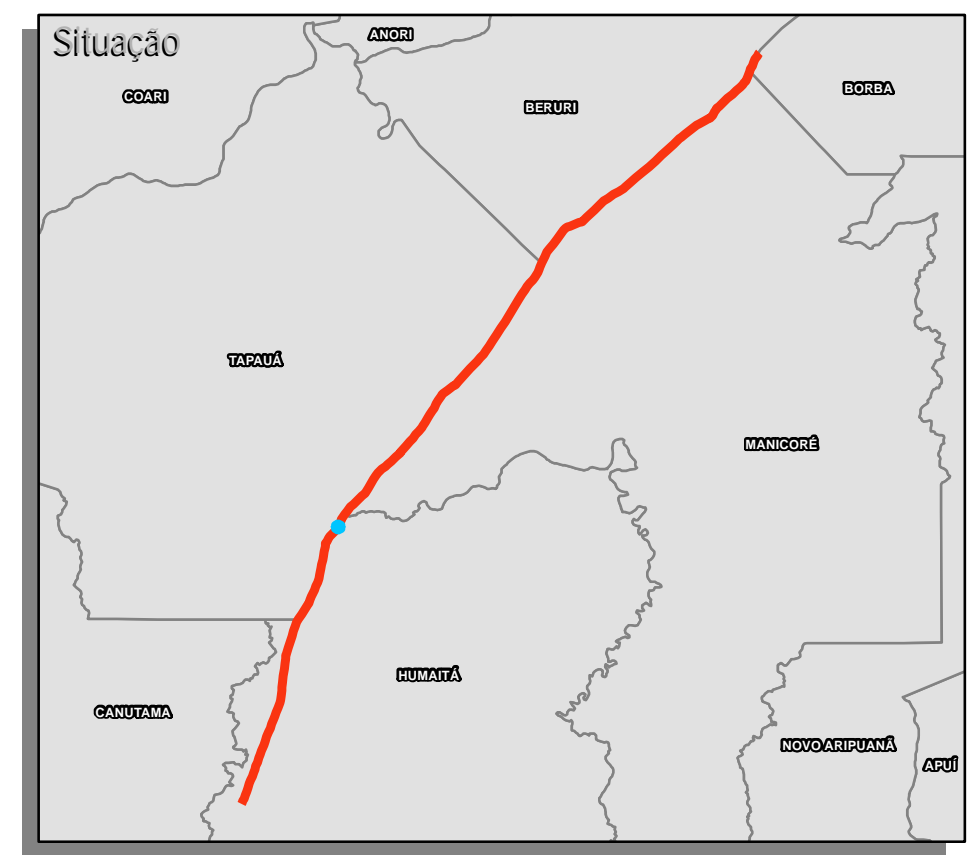 Situação
ANORI
COARI
BERURI
BORBA
TAPAUÁ
MANICORÉ
HUMAITÁ
CANUTAMA
NOVO ARIPUANÃ
APUÍ